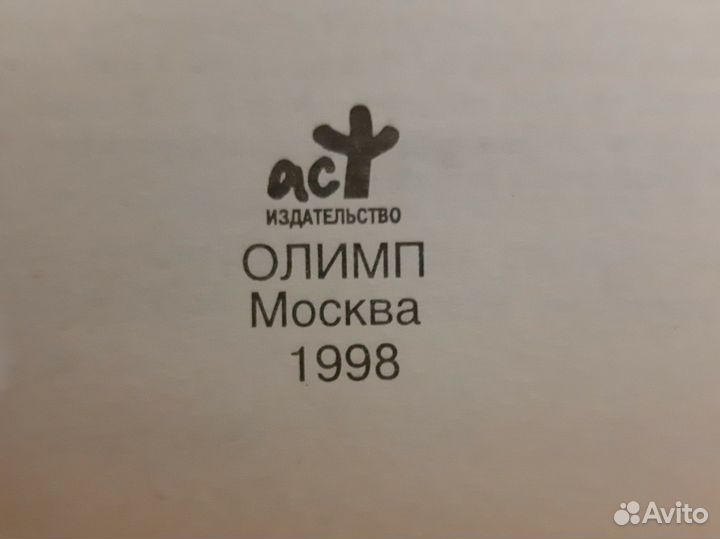 аст
ИЗДАТЕЛЬСТВО
ОЛИМП
Москва
1998
Avito